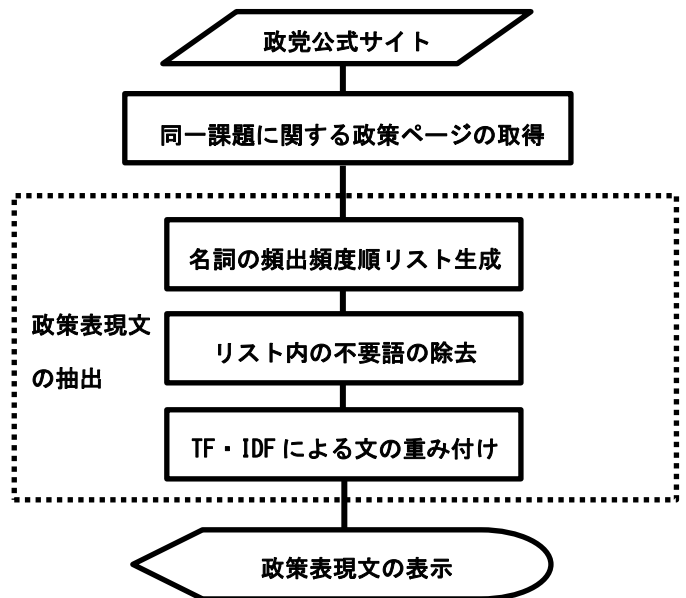 政党公式サイト
同一課題に関する政策ページの取得
名詞の頻出頻度順リスト生成
政策表現文
の抽出
リスト内の不要語の除去
TF・IDFによる文の重み付け
政策表現文の表示